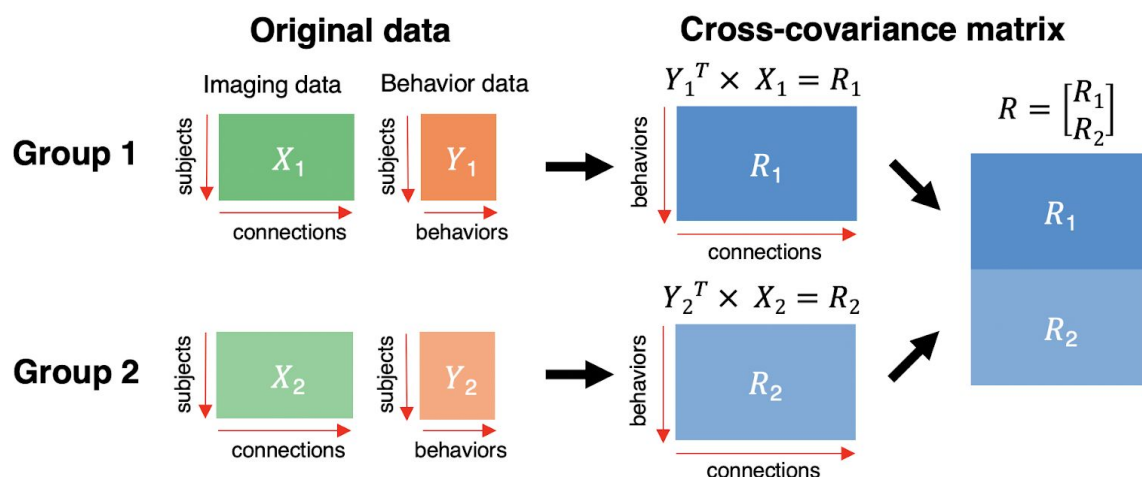 Original data
Cross-covariance matrix
Imaging data
Behavior data
Y₁ᵀ × X₁ = R₁
R = [R₁
R₂]
Group 1
subjects
X₁
connections
subjects
Y₁
behaviors
behaviors
R₁
connections
R₁
R₂
Y₂ᵀ × X₂ = R₂
Group 2
subjects
X₂
connections
subjects
Y₂
behaviors
behaviors
R₂
connections